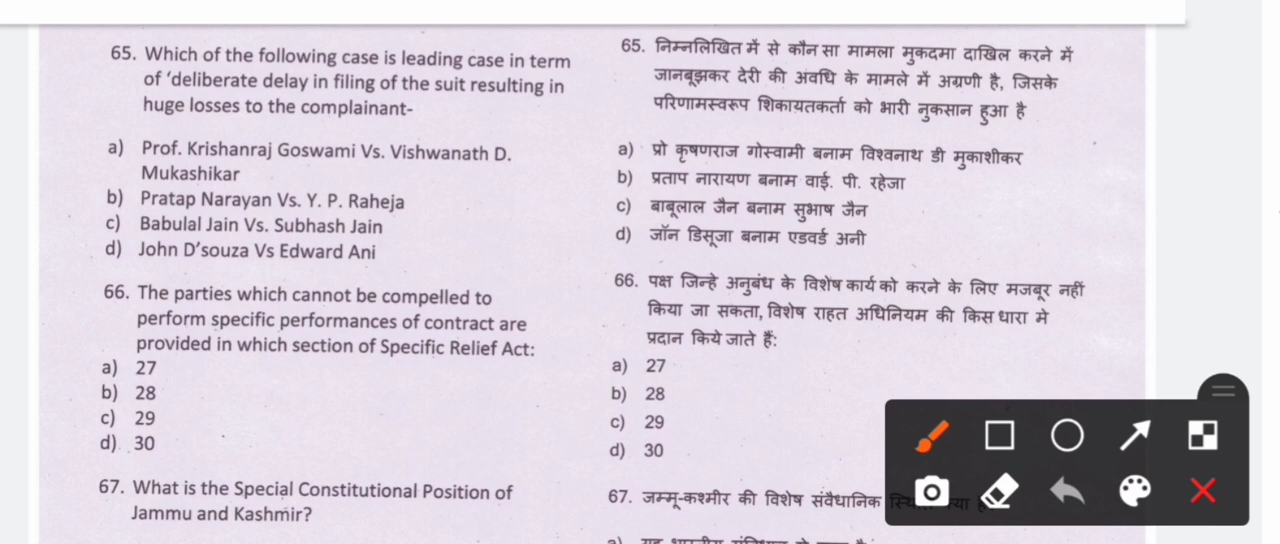 65. Which of the following case is leading case in term
of ‘deliberate delay in filing of the suit resulting in
huge losses to the complainant-
a) Prof. Krishanraj Goswami Vs. Vishwanath D.
Mukashikar
b) Pratap Narayan Vs. Y. P. Raheja
c) Babulal Jain Vs. Subhash Jain
d) John D’souza Vs Edward Ani
66. The parties which cannot be compelled to
perform specific performances of contract are
provided in which section of Specific Relief Act:
a) 27
b) 28
c) 29
d) 30
67. What is the Special Constitutional Position of
Jammu and Kashmir?
65. निम्नलिखित में से कौन सा मामला मुकदमा दाखिल करने में
जानबूझकर देरी की अवधि के मामले में अग्रणी है, जिसके
परिणामस्वरूप शिकायतकर्ता को भारी नुकसान हुआ है
a) प्रो कृषणराज गोस्वामी बनाम विश्वनाथ डी मुकाशीकर
b) प्रताप नारायण बनाम वाई. पी. रहेजा
c) बाबूलाल जैन बनाम सुभाष जैन
d) जॉन डिसूजा बनाम एडवर्ड अनी
66. पक्ष जिन्हे अनुबंध के विशेष कार्य को करने के लिए मजबूर नहीं
किया जा सकता, विशेष राहत अधिनियम की किस धारा मे
प्रदान किये जाते हैं:
a) 27
b) 28
c) 29
d) 30
67. जम्मू-कश्मीर की विशेष संवैधानिक